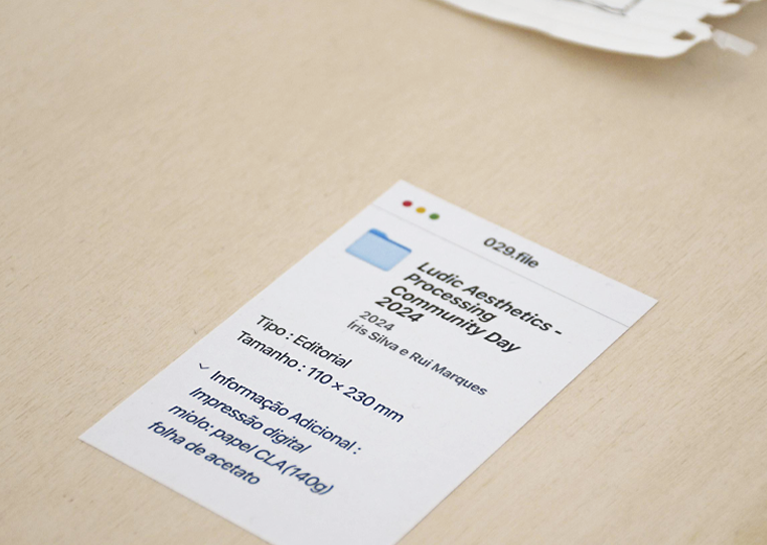 029.file
Ludic Aesthetics -
Processing
Community Day
2024
2024
Íris Silva e Rui Marques
Tipo : Editorial
Tamanho : 110 × 230 mm
Informação Adicional :
Impressão digital
miolo: papel CLA(140g)
folha de acetato